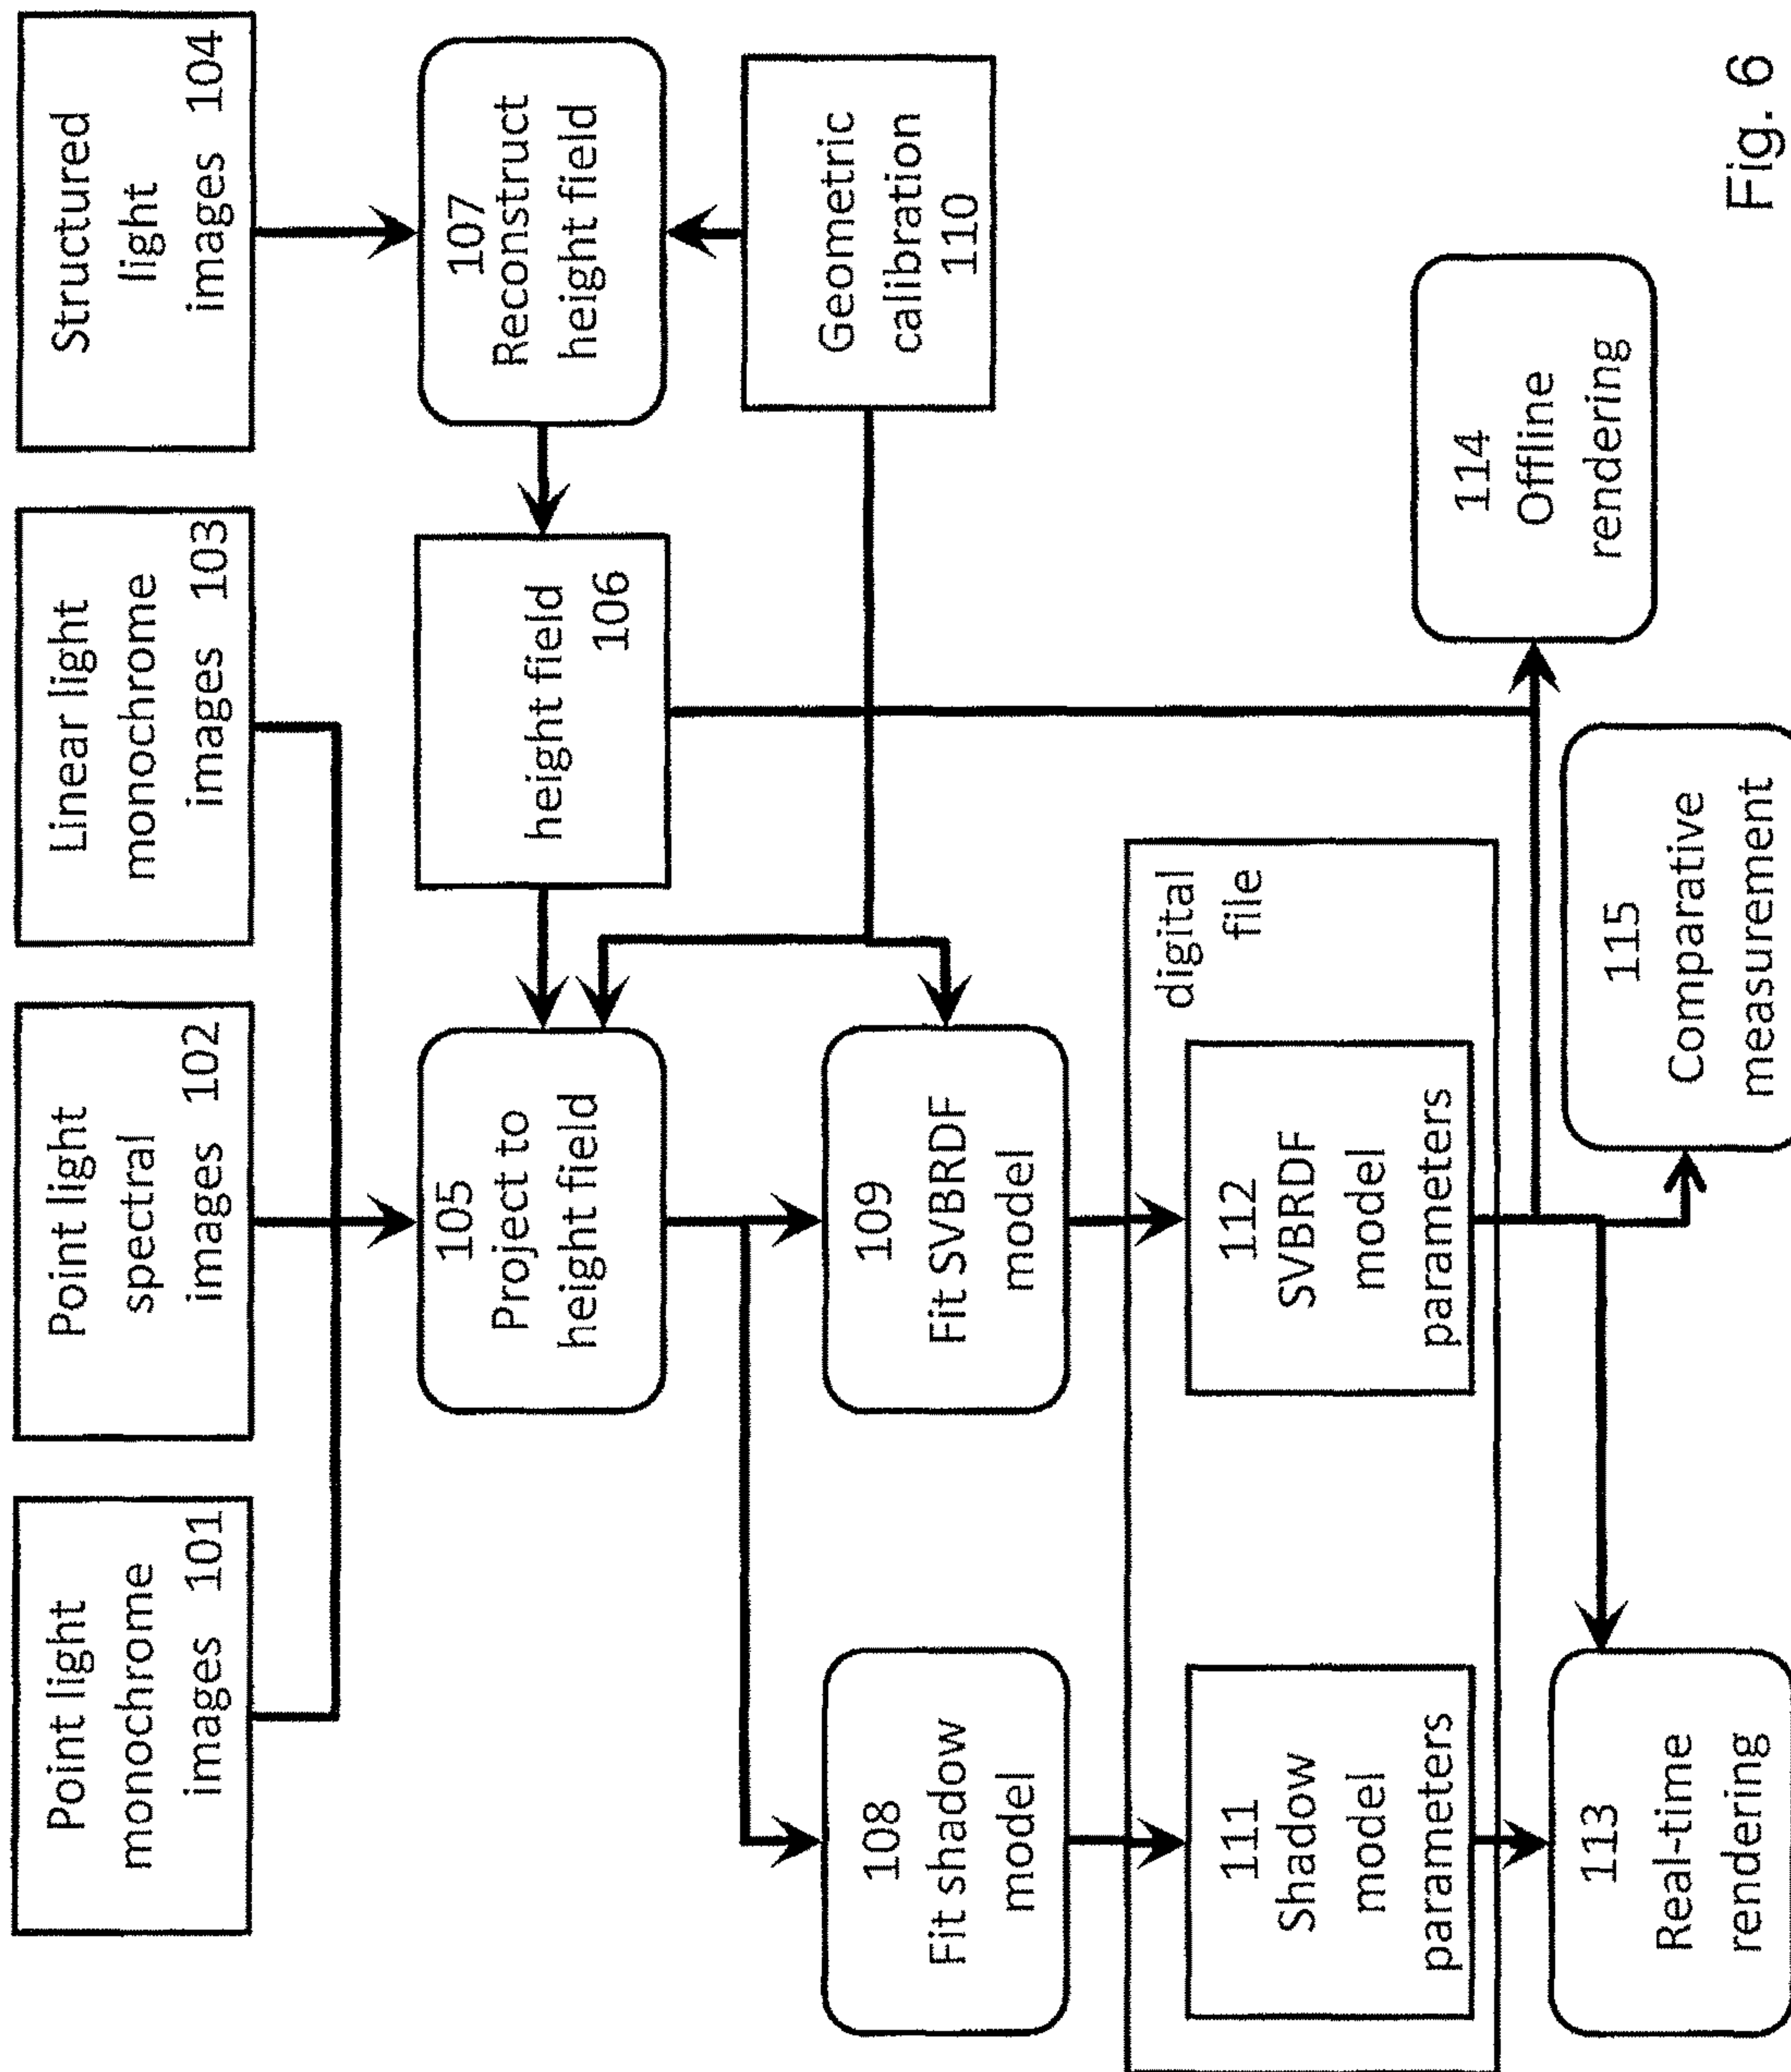 Point light
monochrome
images 101
Point light
spectral
images 102
Linear light
monochrome
images 103
Structured
light
images 104
105
Project to
height field
height field
106
107
Reconstruct
height field
108
Fit shadow
model
109
Fit SVBRDF
model
Geometric
calibration
110
digital
file
111
Shadow
model
parameters
112
SVBRDF
model
parameters
113
Real-time
rendering
115
Comparative
measurement
114
Offline
rendering
Fig. 6